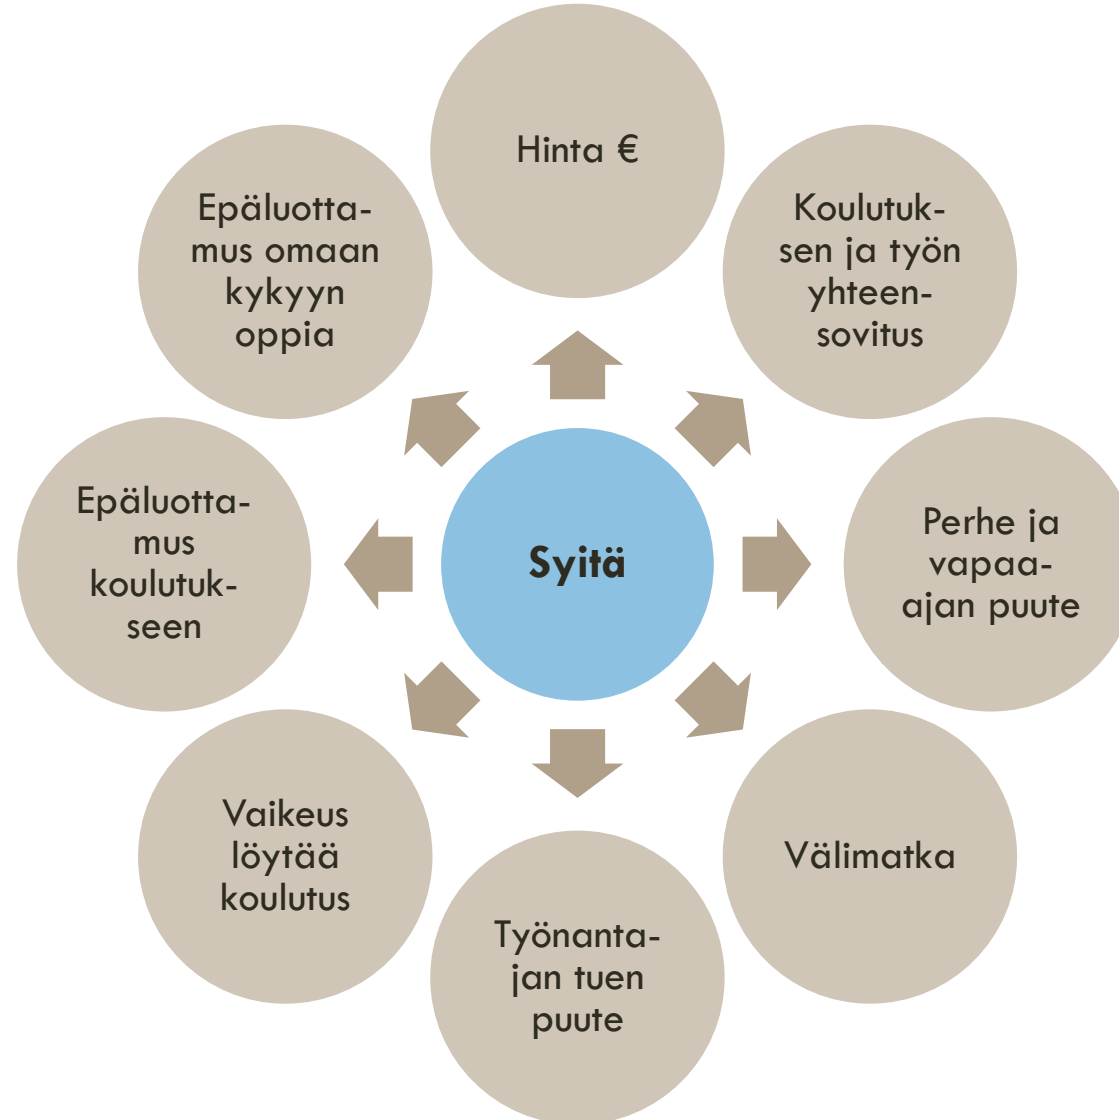 Hinta €
Koulutuk-
sen ja työn
yhteen-
sovitus
Perhe ja
vapaa-
ajan puute
Välimatka
Työnanta-
jan tuen
puute
Vaikeus
löytää
koulutus
Epäluotta-
mus
koulutuk-
seen
Epäluotta-
mus omaan
kykyyn
oppia
Syitä